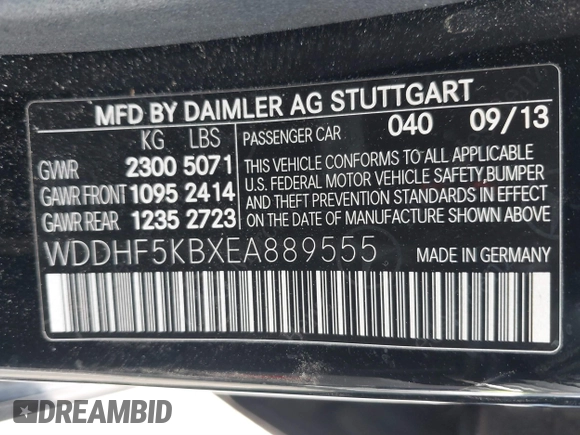 MFD BY DAIMLER AG STUTTGART
KG LBS
PASSENGER CAR 040 09/13
GVWR 2300 5071
GAWR FRONT 1095 2414
GAWR REAR 1235 2723
THIS VEHICLE CONFORMS TO ALL APPLICABLE
U.S. FEDERAL MOTOR VEHICLE SAFETY,BUMPER
AND THEFT PREVENTION STANDARDS IN EFFECT
ON THE DATE OF MANUFACTURE SHOWN ABOVE
WDDHF5KBXEA889555
MADE IN GERMANY
DREAMBID